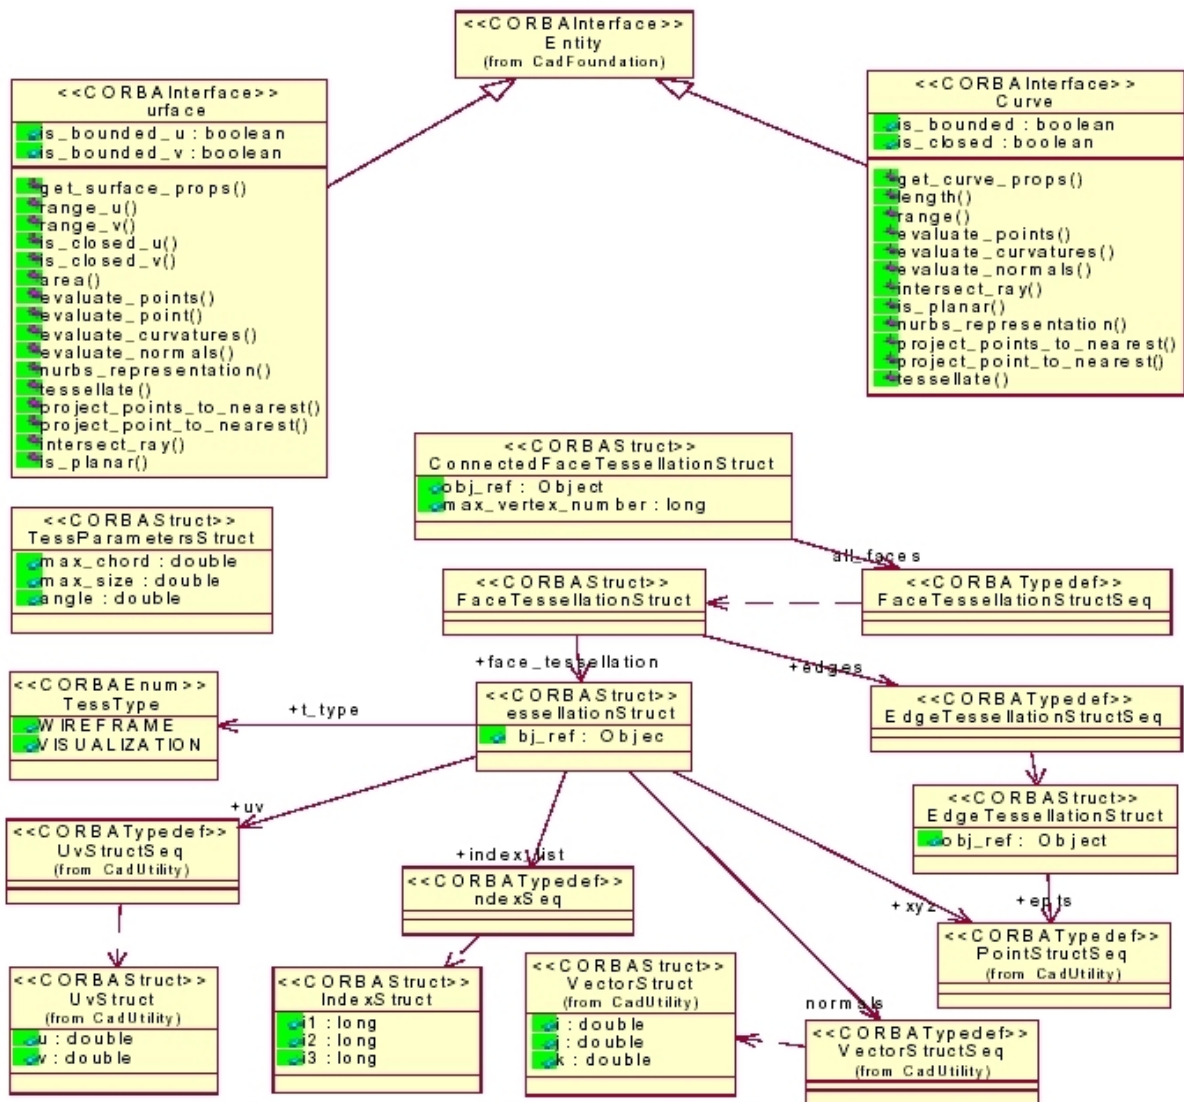 <<CORBAInterface>>
Entity
(from CadFoundation)
<<CORBAInterface>>
urface
is_bounded_u : boolean
is_bounded_v : boolean
get_surface_props()
range_u()
range_v()
is_closed_u()
is_closed_v()
area()
evaluate_points()
evaluate_point()
evaluate_curvatures()
evaluate_normals()
nurbs_representation()
tessellate()
project_points_to_nearest()
project_point_to_nearest()
intersect_ray()
is_planar()
<<CORBAInterface>>
Curve
is_bounded : boolean
is_closed : boolean
get_curve_props()
length()
range()
evaluate_points()
evaluate_curvatures()
evaluate_normals()
intersect_ray()
is_planar()
nurbs_representation()
project_points_to_nearest()
project_point_to_nearest()
tessellate()
<<CORBAStruct>>
ConnectedFaceTessellationStruct
obj_ref : Object
max_vertex_number : long
<<CORBAStruct>>
TessParametersStruct
max_chord : double
max_size : double
angle : double
all_faces
<<CORBAStruct>>
FaceTessellationStruct
<<CORBATypedef>>
FaceTessellationStructSeq
+face_tessellation
+edges
<<CORBAEnum>>
TessType
WIREFRAME
VISUALIZATION
+t_type
<<CORBAStruct>>
essellationStruct
bj_ref : Objec
<<CORBATypedef>>
EdgeTessellationStructSeq
<<CORBAStruct>>
EdgeTessellationStruct
obj_ref : Object
+uv
<<CORBATypedef>>
UvStructSeq
(from CadUtility)
+index_list
<<CORBATypedef>>
ndexSeq
+xyz
+epts
<<CORBATypedef>>
PointStructSeq
(from CadUtility)
<<CORBAStruct>>
UvStruct
(from CadUtility)
u : double
v : double
<<CORBAStruct>>
IndexStruct
i1 : long
i2 : long
i3 : long
<<CORBAStruct>>
VectorStruct
(from CadUtility)
i : double
j : double
k : double
normals
<<CORBATypedef>>
VectorStructSeq
(from CadUtility)